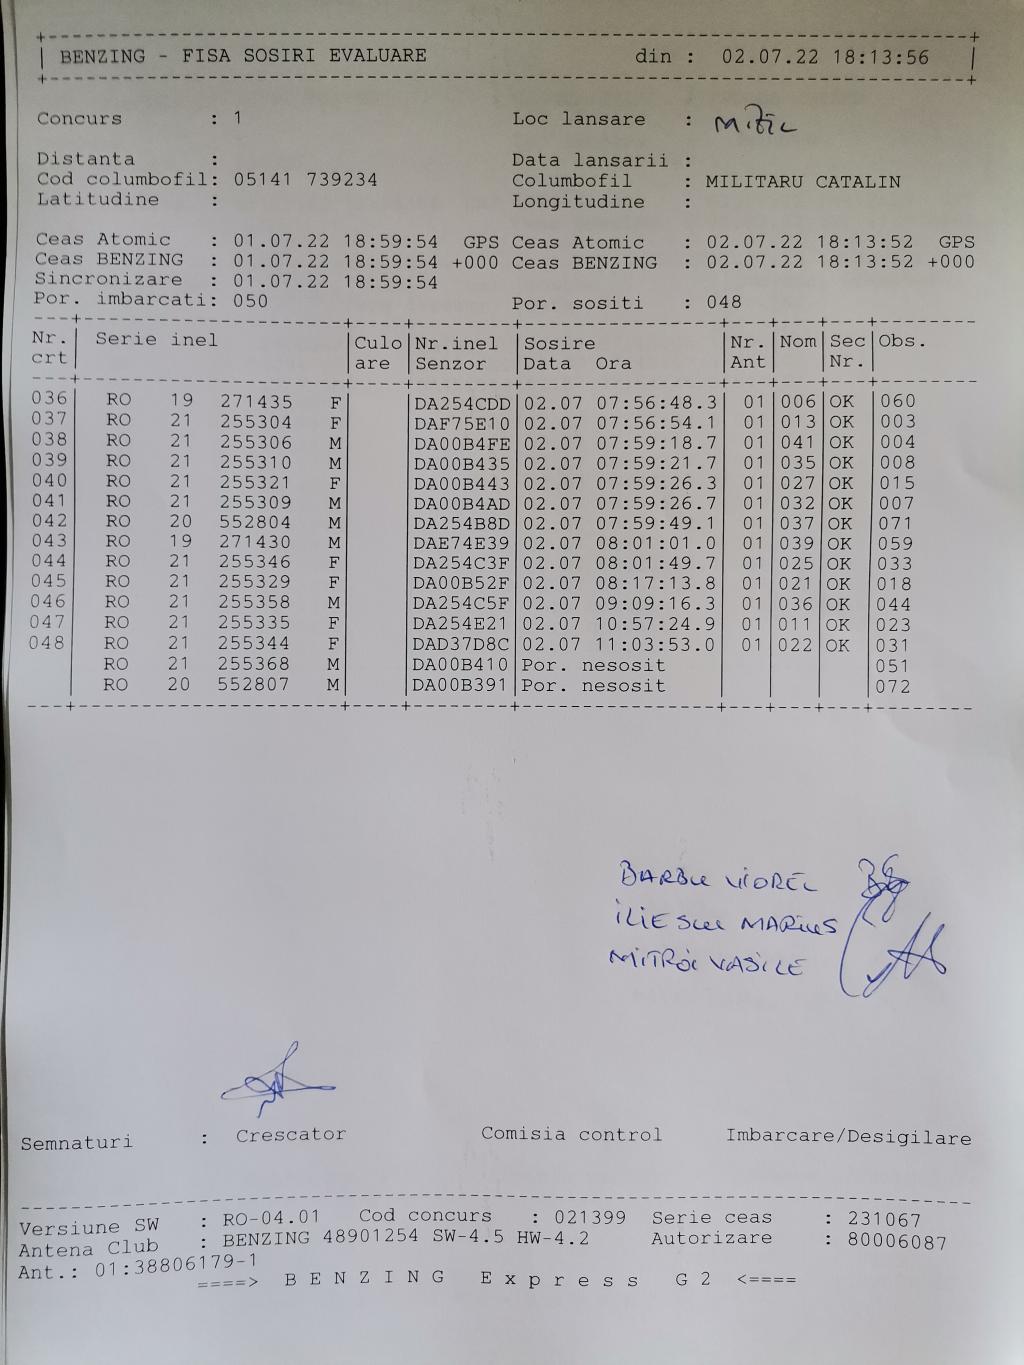 BENZING - FISA SOSIRI EVALUARE din : 02.07.22 18:13:56
Concurs : 1 Loc lansare : Mizil
Distanta : Data lansarii :
Cod columbofil: 05141 739234 Columbofil : MILITARU CATALIN
Latitudine : Longitudine :
Ceas Atomic : 01.07.22 18:59:54 GPS Ceas Atomic : 02.07.22 18:13:52 GPS
Ceas BENZING : 01.07.22 18:59:54 +000 Ceas BENZING : 02.07.22 18:13:52 +000
Sincronizare : 01.07.22 18:59:54
Por. imbarcati: 050 Por. sositi : 048
Nr. Serie inel Culo Nr.inel Sosire Nr. Nom Sec Obs.
crt are Senzor Data Ora Ant Nr.
036 RO 19 271435 F DA254CDD 02.07 07:56:48.3 01 006 OK 060
037 RO 21 255304 F DAF75E10 02.07 07:56:54.1 01 013 OK 003
038 RO 21 255306 M DA00B4FE 02.07 07:59:18.7 01 041 OK 004
039 RO 21 255310 M DA00B435 02.07 07:59:21.7 01 035 OK 008
040 RO 21 255321 F DA00B443 02.07 07:59:26.3 01 027 OK 015
041 RO 21 255309 M DA00B4AD 02.07 07:59:26.7 01 032 OK 007
042 RO 20 552804 M DA254B8D 02.07 07:59:49.1 01 037 OK 071
043 RO 19 271430 M DAE74E39 02.07 08:01:01.0 01 039 OK 059
044 RO 21 255346 F DA254C3F 02.07 08:01:49.7 01 025 OK 033
045 RO 21 255329 F DA00B52F 02.07 08:17:13.8 01 021 OK 018
046 RO 21 255358 M DA254C5F 02.07 09:09:16.3 01 036 OK 044
047 RO 21 255335 F DA254E21 02.07 10:57:24.9 01 011 OK 023
048 RO 21 255344 F DAD37D8C 02.07 11:03:53.0 01 022 OK 031
RO 21 255368 M DA00B410 Por. nesosit 051
RO 20 552807 M DA00B391 Por. nesosit 072
BARBU VIOREL
ILIESCU MARIUS
MITROI VASILE
Semnaturi : Crescator Comisia control Imbarcare/Desigilare
Versiune SW : RO-04.01 Cod concurs : 021399 Serie ceas : 231067
Antena Club : BENZING 48901254 SW-4.5 HW-4.2 Autorizare : 80006087
Ant.: 01:38806179-1
====> B E N Z I N G E x p r e s s G 2 <====